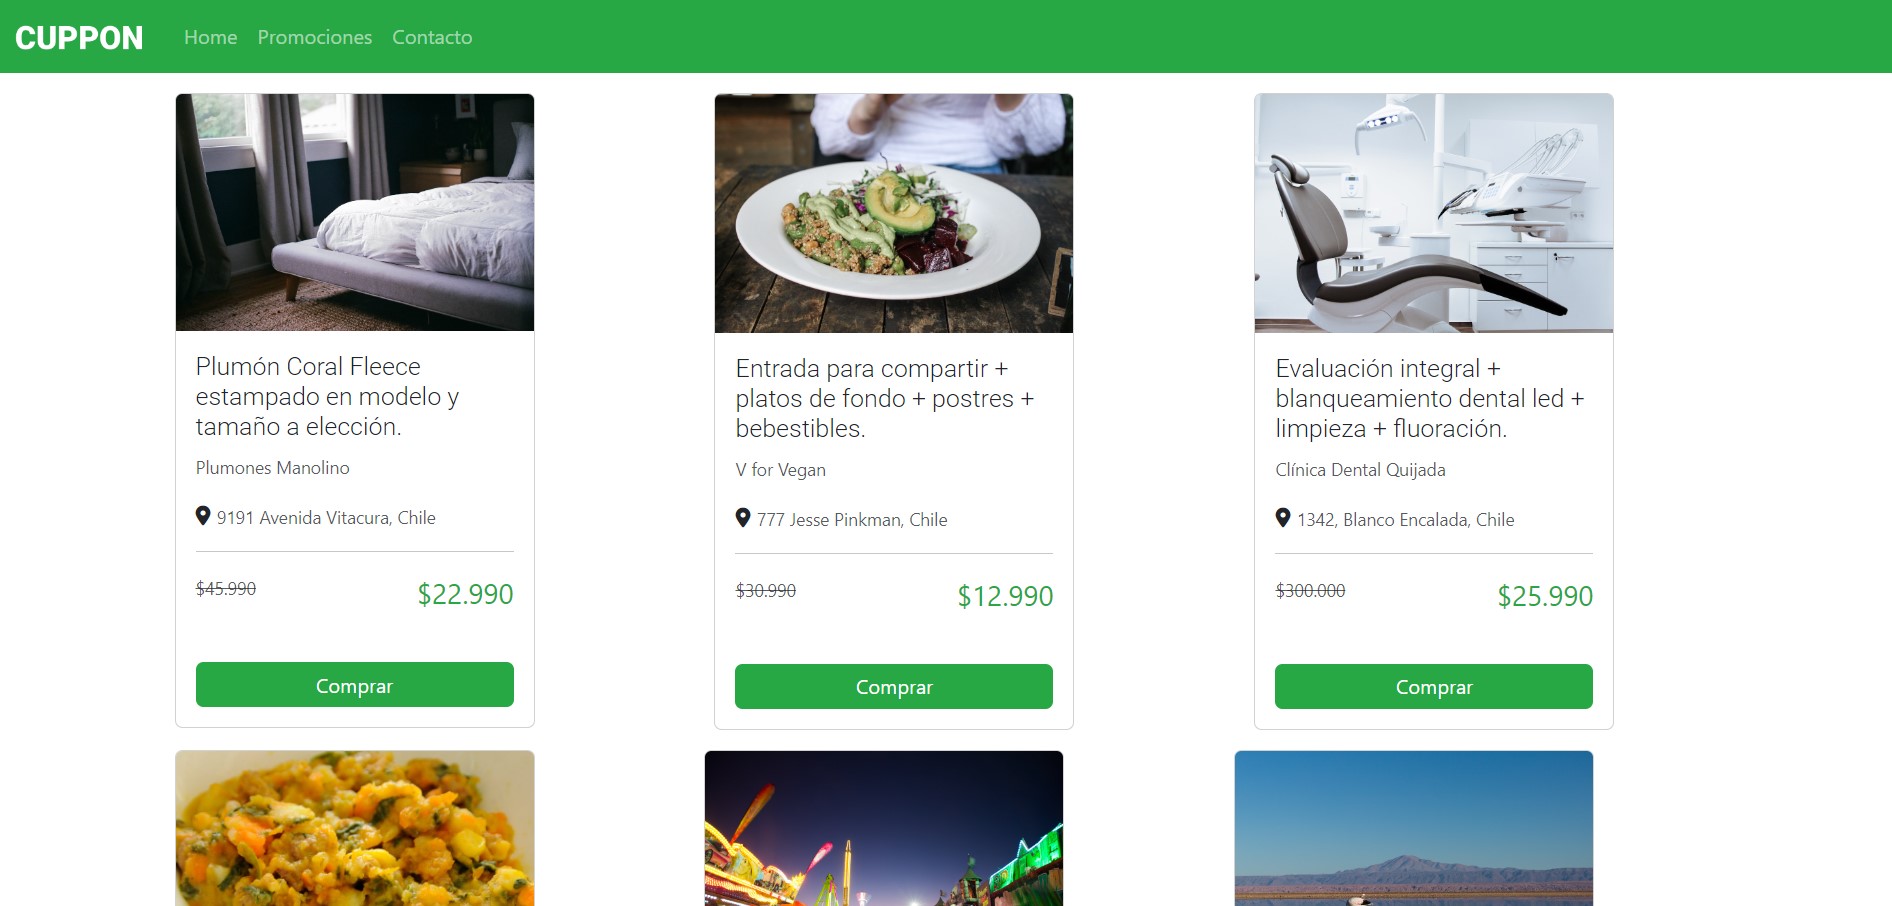 CUPPON Home Promociones Contacto
Plumón Coral Fleece
estampado en modelo y
tamaño a elección.
Plumones Manolino
9191 Avenida Vitacura, Chile
$45.990 $22.990
Comprar
Entrada para compartir +
platos de fondo + postres +
bebestibles.
V for Vegan
777 Jesse Pinkman, Chile
$30.990 $12.990
Comprar
Evaluación integral +
blanqueamiento dental led +
limpieza + fluoración.
Clínica Dental Quijada
1342, Blanco Encalada, Chile
$300.000 $25.990
Comprar